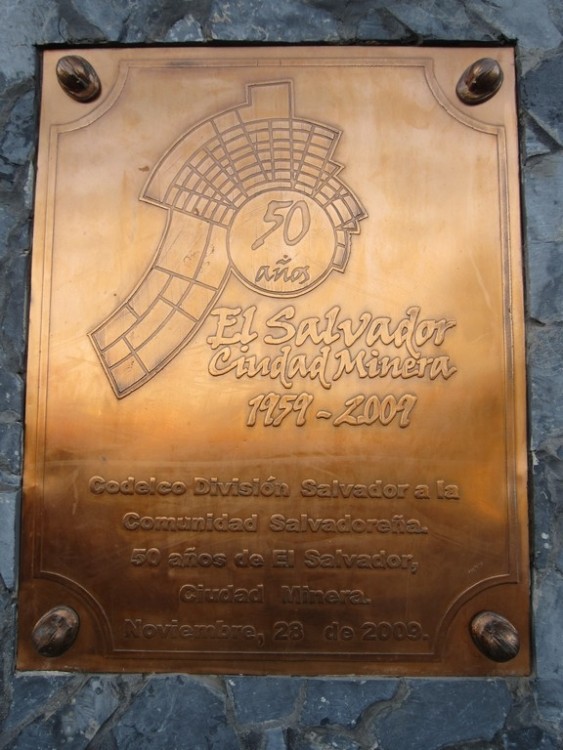 50
años
El Salvador
Ciudad Minera
1959 - 2009
Codelco División Salvador a la
Comunidad Salvadoreña.
50 años de El Salvador,
Ciudad Minera.
Noviembre, 28 de 2009.